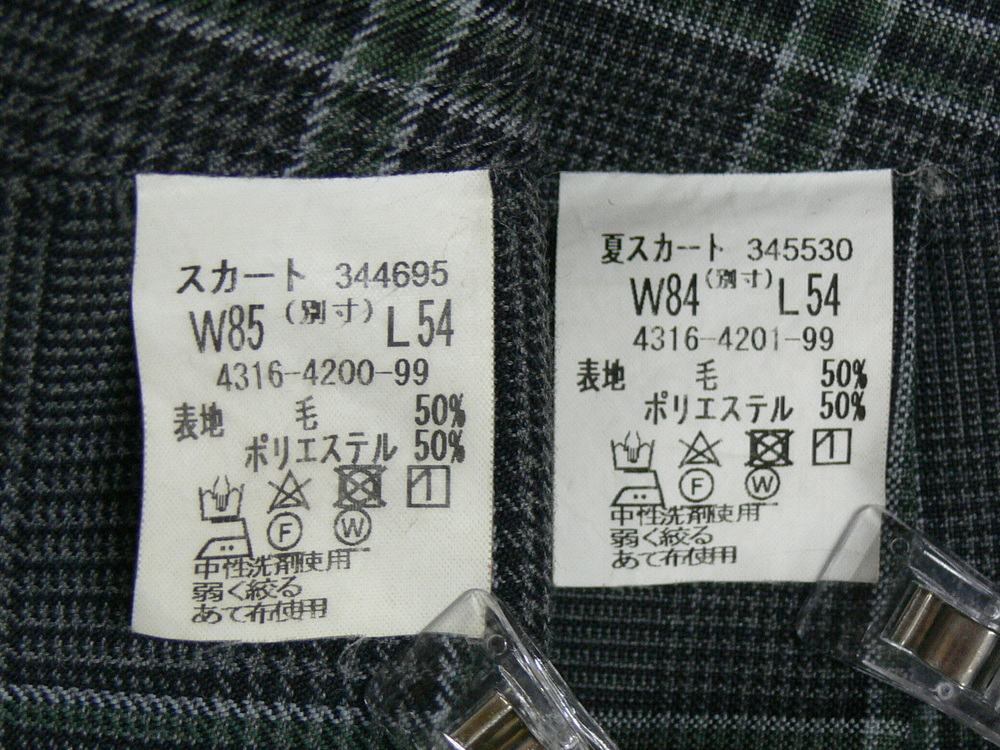 スカート 344695
W85 (別寸) L54
4316-4200-99
表地 毛 50%
ポリエステル 50%
F W
中性洗剤使用
弱く絞る
あて布使用
夏スカート 345530
W84 (別寸) L54
4316-4201-99
表地 毛 50%
ポリエステル 50%
F W
中性洗剤使用
弱く絞る
あて布使用